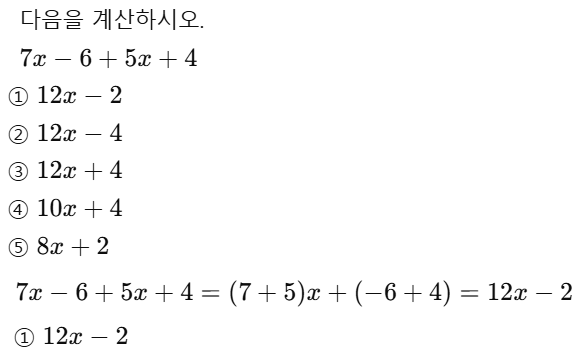 다음을 계산하시오.
7x − 6 + 5x + 4
① 12x − 2
② 12x − 4
③ 12x + 4
④ 10x + 4
⑤ 8x + 2
7x − 6 + 5x + 4 = (7 + 5)x + (−6 + 4) = 12x − 2
① 12x − 2